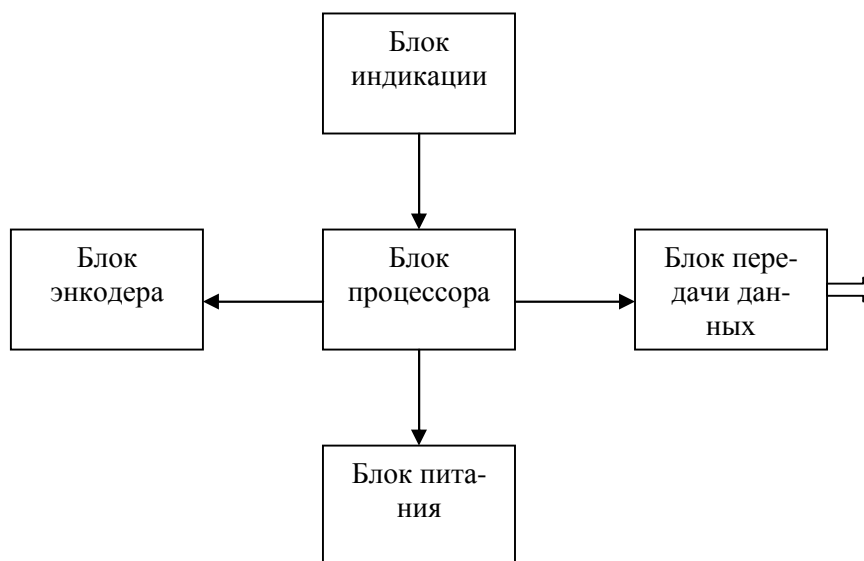 Блок
индикации
Блок
энкодера
Блок
процессора
Блок пере-
дачи дан-
ных
Блок пита-
ния